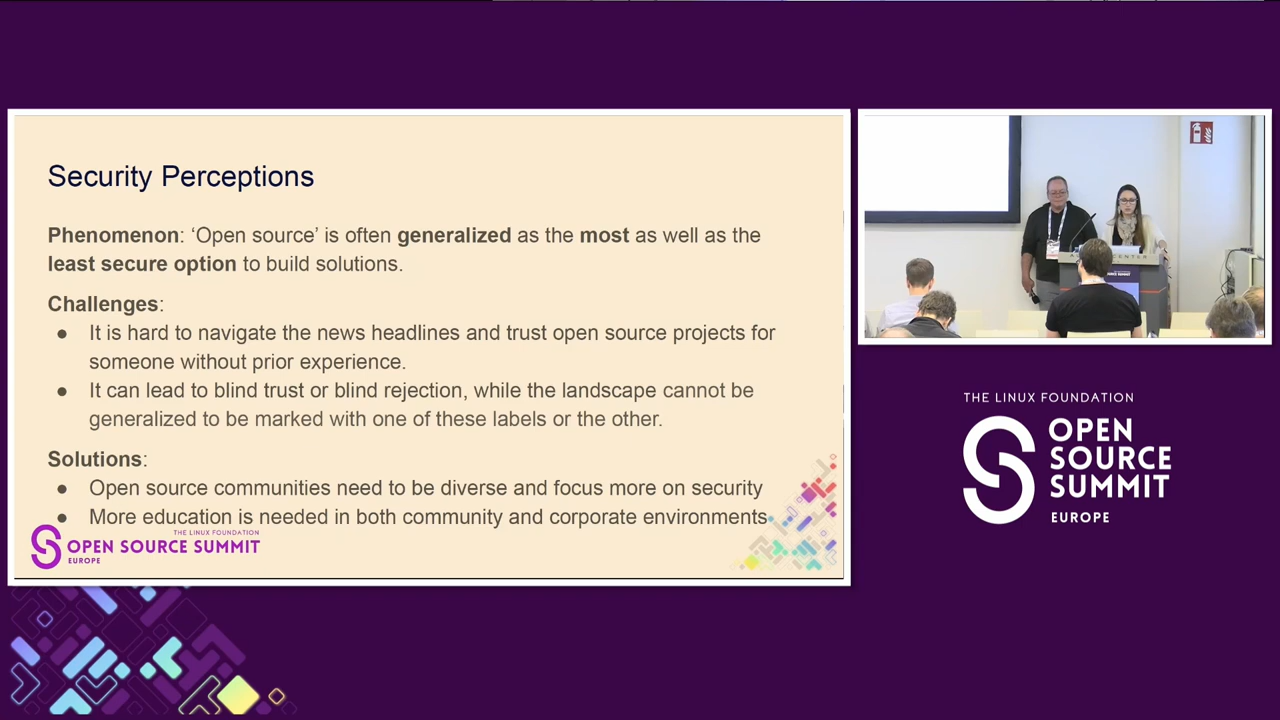 Security Perceptions
Phenomenon: ‘Open source’ is often generalized as the most as well as the
least secure option to build solutions.
Challenges:
● It is hard to navigate the news headlines and trust open source projects for
someone without prior experience.
● It can lead to blind trust or blind rejection, while the landscape cannot be
generalized to be marked with one of these labels or the other.
Solutions:
● Open source communities need to be diverse and focus more on security
● More education is needed in both community and corporate environments
THE LINUX FOUNDATION
OPEN SOURCE SUMMIT
EUROPE
THE LINUX FOUNDATION
OPEN
SOURCE
SUMMIT
EUROPE